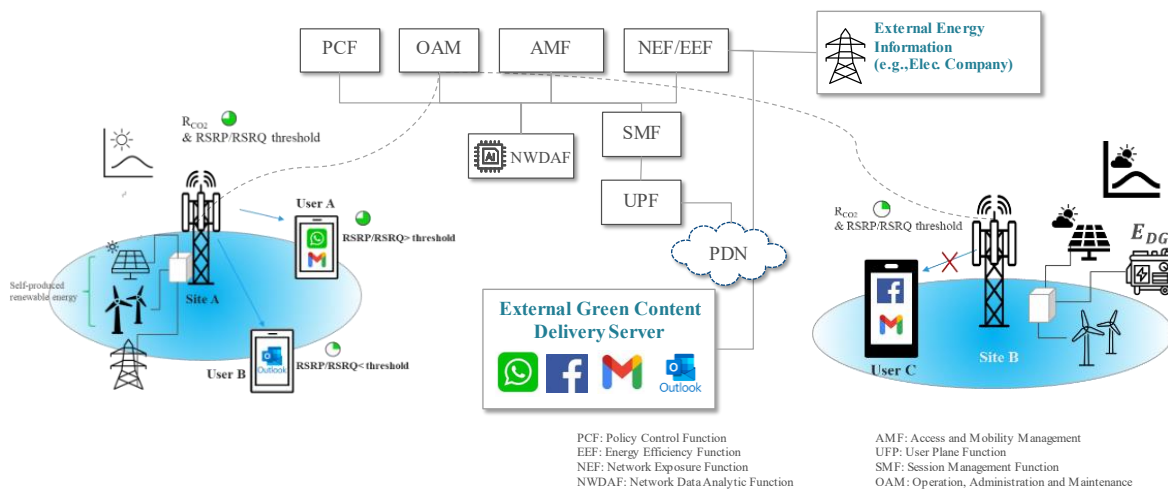 PCF
OAM
AMF
NEF/EEF
External Energy
Information
(e.g.,Elec. Company)
R_CO2
& RSRP/RSRQ threshold
AI
NWDAF
SMF
UPF
PDN
User A
RSRP/RSRQ> threshold
Self-produced
renewable energy
Site A
User B
Outlook
RSRP/RSRQ< threshold
External Green Content
Delivery Server
Outlook
R_CO2
& RSRP/RSRQ threshold
E_DG
User C
Site B
PCF: Policy Control Function
EEF: Energy Efficiency Function
NEF: Network Exposure Function
NWDAF: Network Data Analytic Function
AMF: Access and Mobility Management
UFP: User Plane Function
SMF: Session Management Function
OAM: Operation, Administration and Maintenance